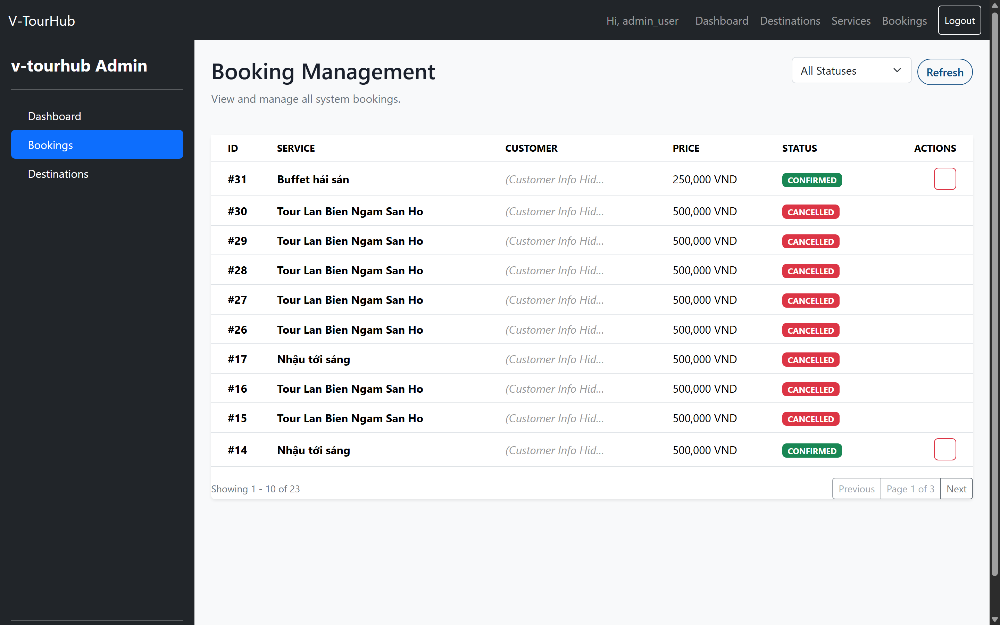 V-TourHub
Hi, admin_user Dashboard Destinations Services Bookings Logout
v-tourhub Admin
Dashboard
Bookings
Destinations
Booking Management
All Statuses
Refresh
View and manage all system bookings.
ID SERVICE CUSTOMER PRICE STATUS ACTIONS
#31 Buffet hải sản (Customer Info Hid... 250,000 VND CONFIRMED
#30 Tour Lan Bien Ngam San Ho (Customer Info Hid... 500,000 VND CANCELLED
#29 Tour Lan Bien Ngam San Ho (Customer Info Hid... 500,000 VND CANCELLED
#28 Tour Lan Bien Ngam San Ho (Customer Info Hid... 500,000 VND CANCELLED
#27 Tour Lan Bien Ngam San Ho (Customer Info Hid... 500,000 VND CANCELLED
#26 Tour Lan Bien Ngam San Ho (Customer Info Hid... 500,000 VND CANCELLED
#17 Nhậu tới sáng (Customer Info Hid... 500,000 VND CANCELLED
#16 Tour Lan Bien Ngam San Ho (Customer Info Hid... 500,000 VND CANCELLED
#15 Tour Lan Bien Ngam San Ho (Customer Info Hid... 500,000 VND CANCELLED
#14 Nhậu tới sáng (Customer Info Hid... 500,000 VND CONFIRMED
Showing 1 - 10 of 23
Previous Page 1 of 3 Next